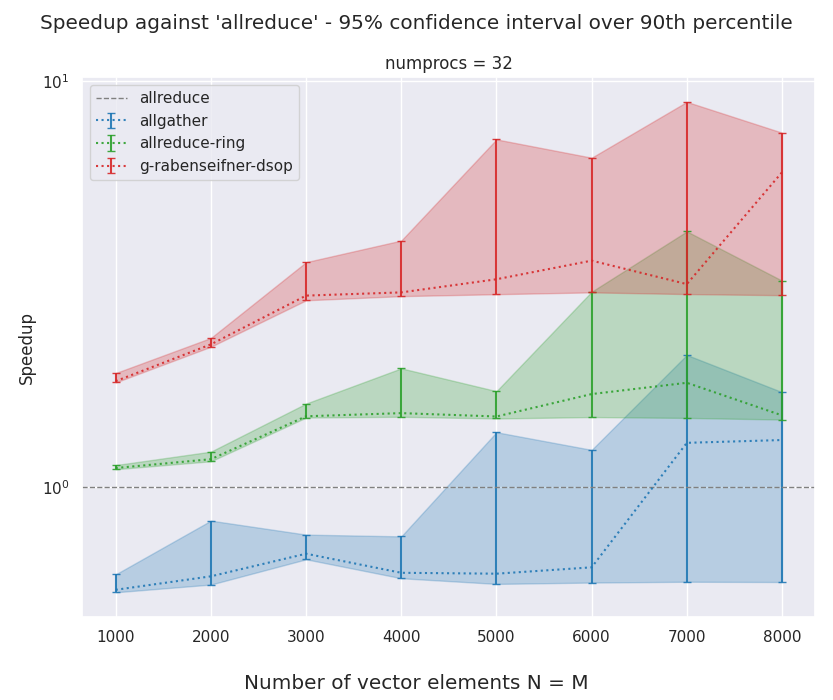 Speedup against 'allreduce' - 95% confidence interval over 90th percentile
numprocs = 32
10¹
allreduce
allgather
allreduce-ring
g-rabenseifner-dsop
Speedup
10⁰
1000 2000 3000 4000 5000 6000 7000 8000
Number of vector elements N = M